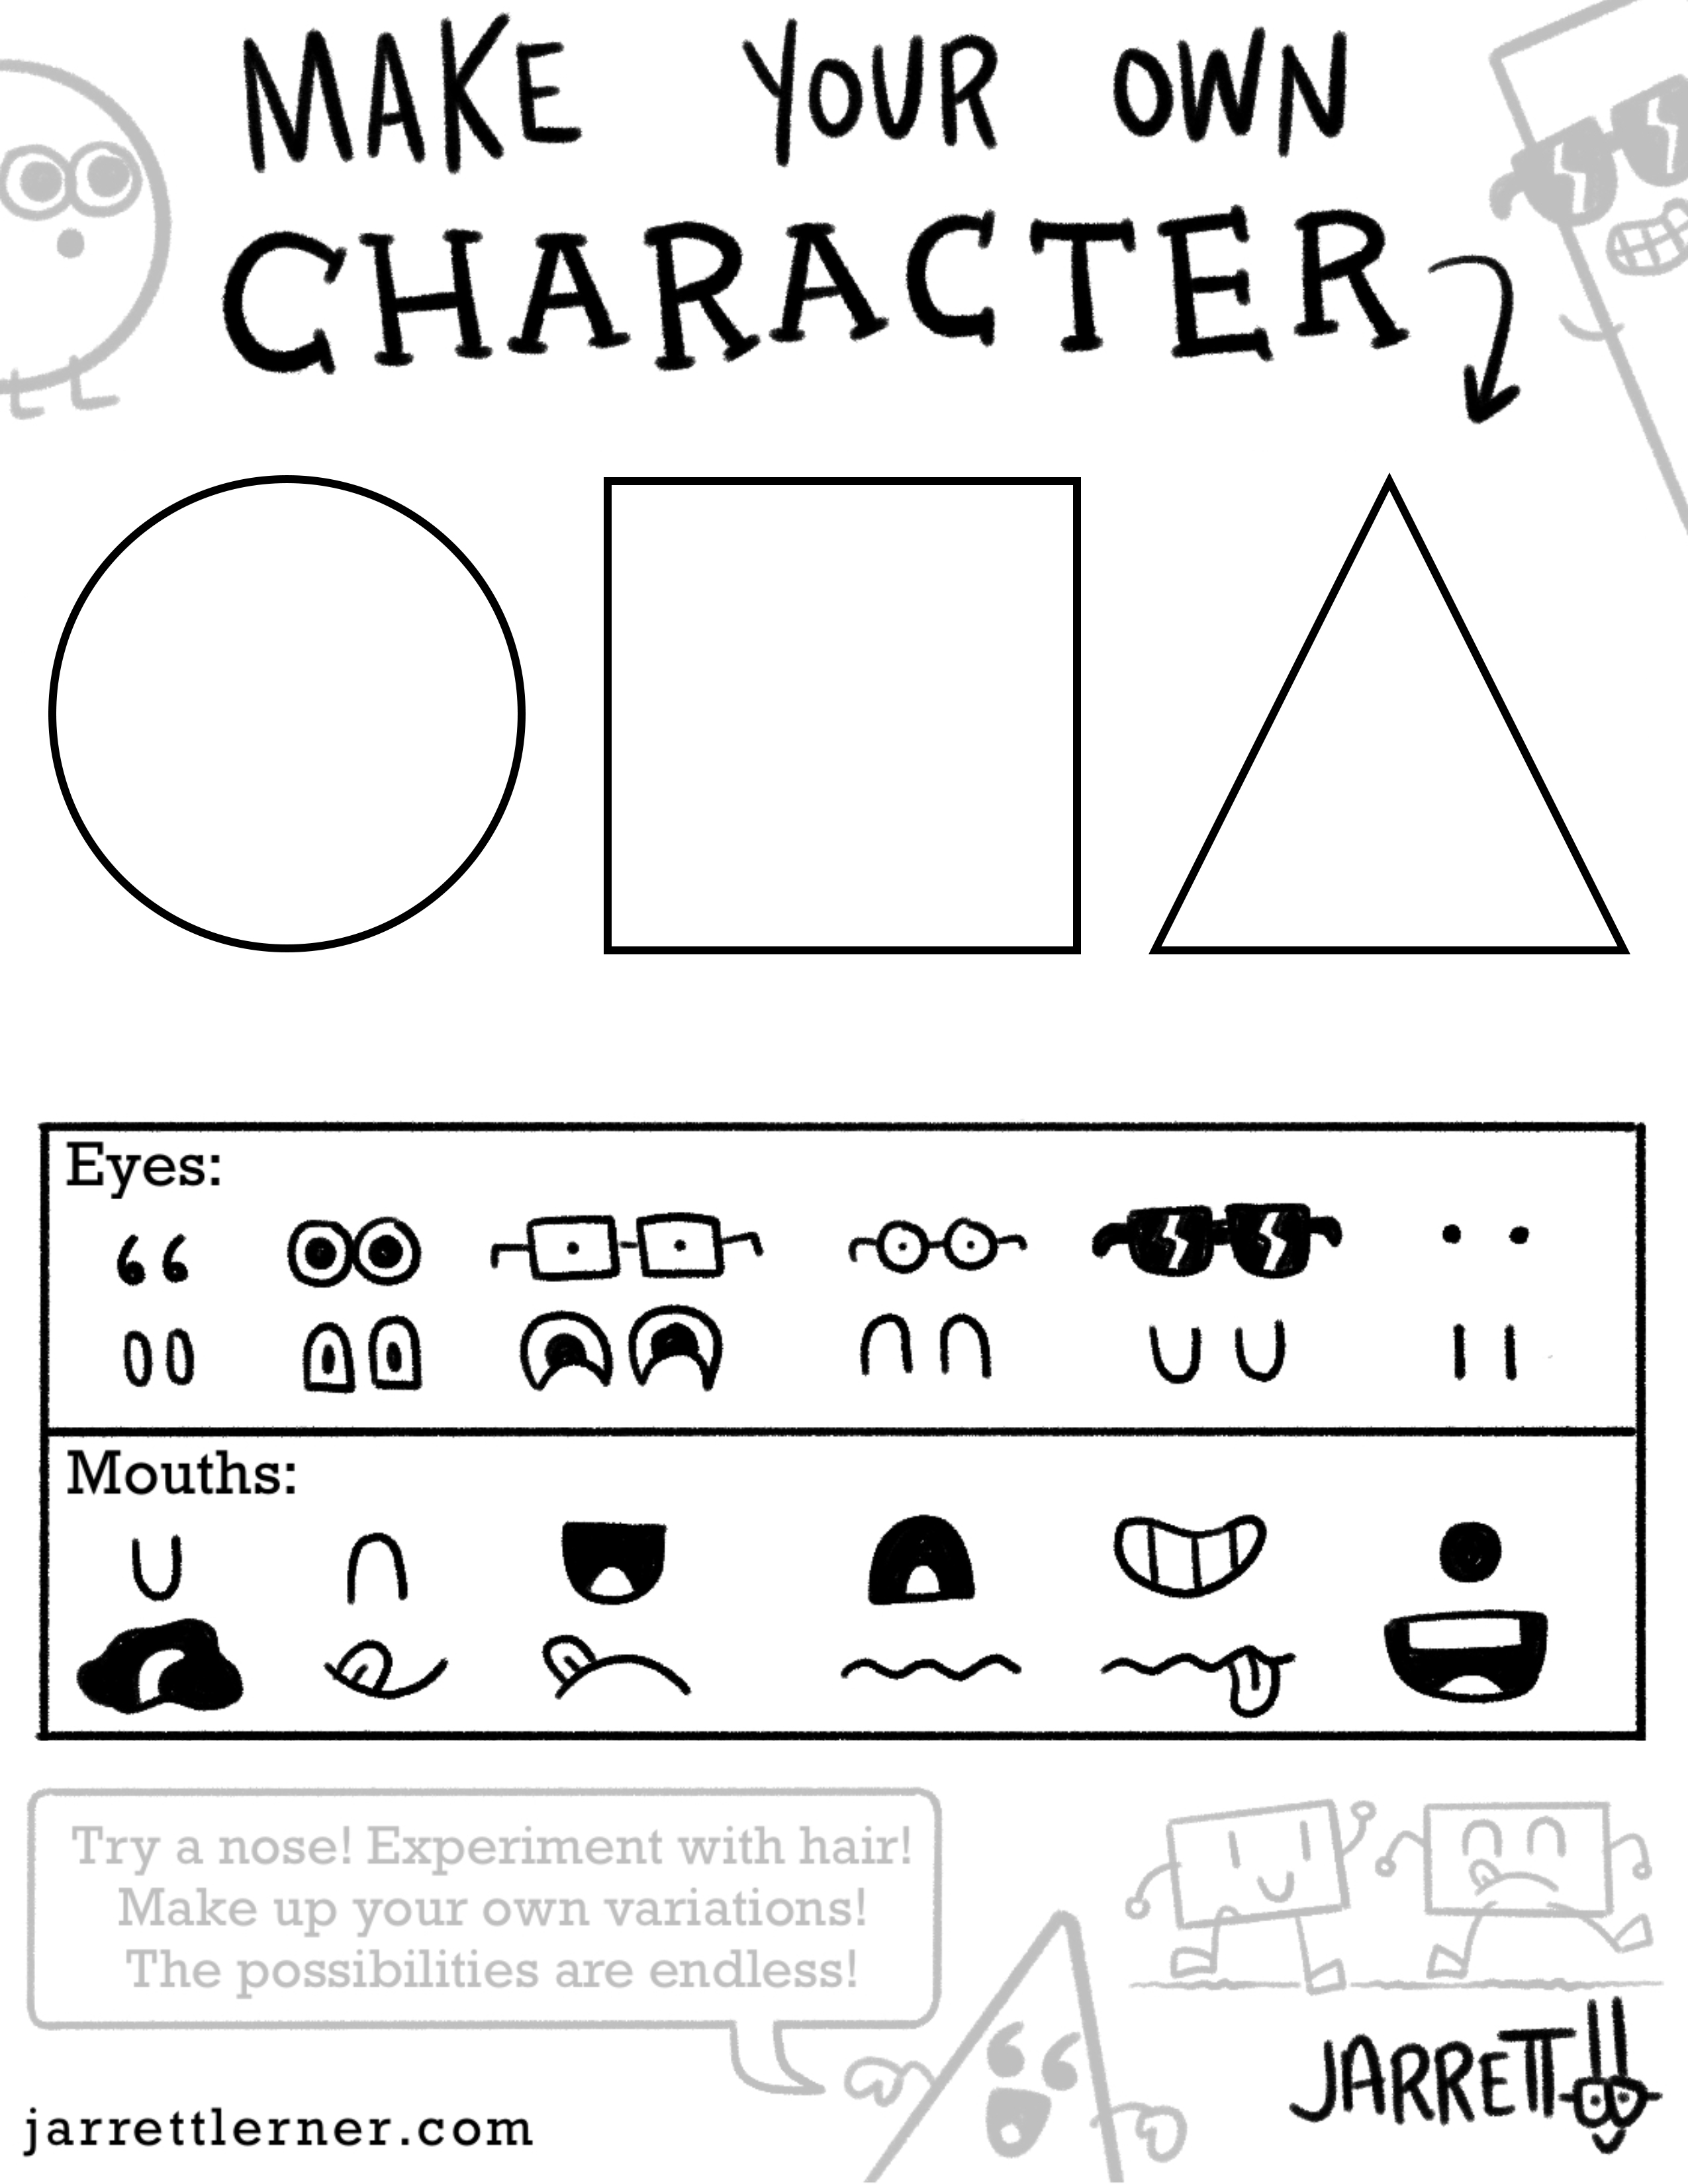 MAKE YOUR OWN
CHARACTER
Eyes:
Mouths:
Try a nose! Experiment with hair!
Make up your own variations!
The possibilities are endless!
JARRETT!!
jarrettlerner.com